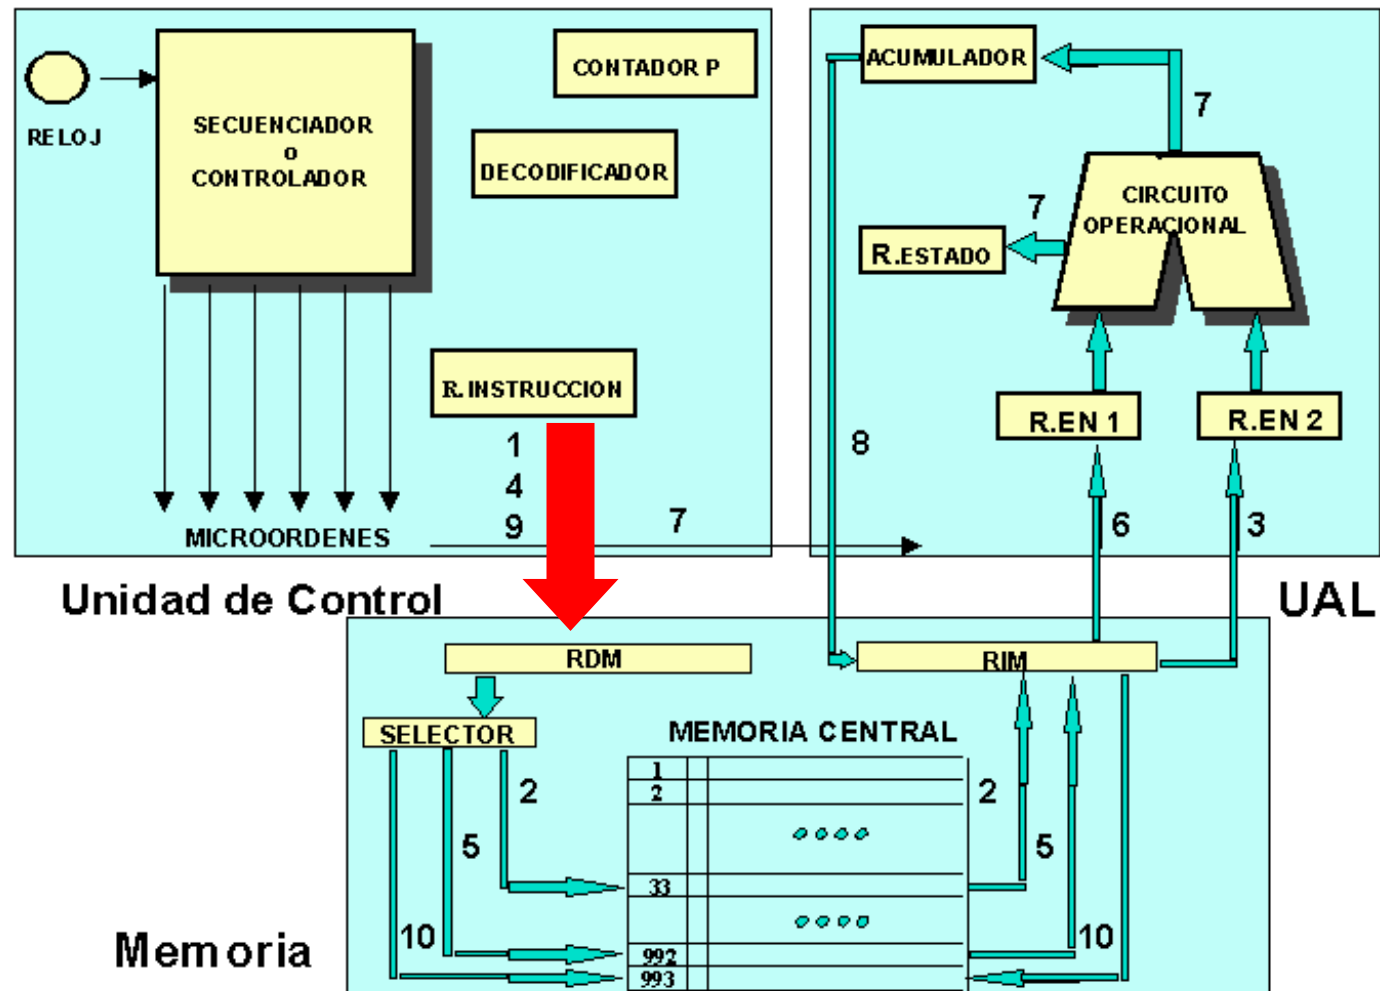 RELOJ
SECUENCIADOR
o
CONTROLADOR
CONTADOR P
DECODIFICADOR
R.INSTRUCCION
1
4
9
7
MICROORDENES
Unidad de Control
ACUMULADOR
7
CIRCUITO
OPERACIONAL
7
R.ESTADO
R.EN 1
R.EN 2
8
6
3
UAL
RDM
RIM
SELECTOR
MEMORIA CENTRAL
1
2
33
992
993
2
5
10
2
5
10
Memoria